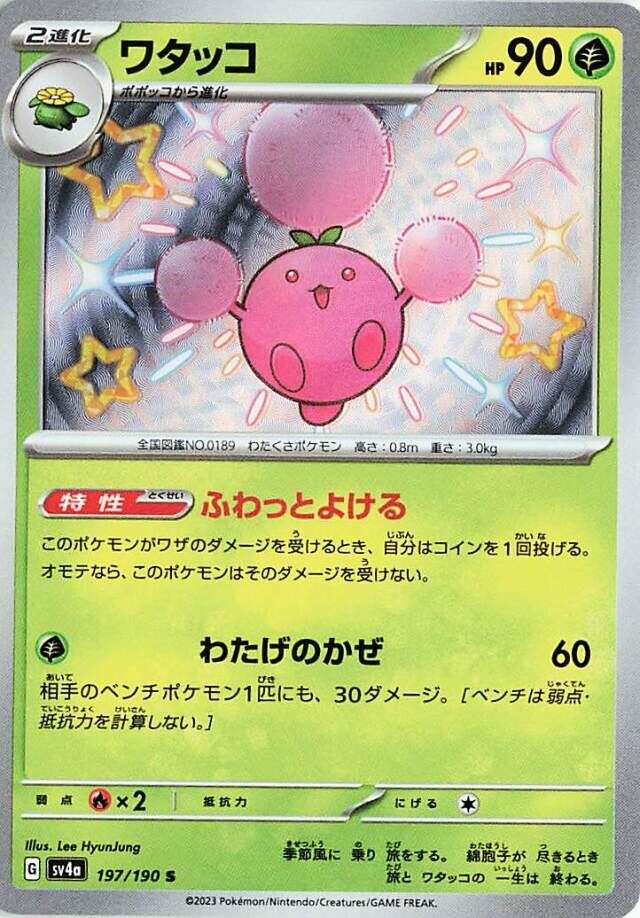 2進化
ワタッコ
HP 90
ポポッコから進化
全国図鑑NO.0189 わたくさポケモン 高さ:0.8m 重さ:3.0kg
特性 とくせい ふわっとよける
このポケモンがワザのダメージを受けるとき、自分はコインを1回投げる。
オモテなら、このポケモンはそのダメージを受けない。
わたげのかぜ 60
相手のベンチポケモン1匹にも、30ダメージ。[ベンチは弱点・
抵抗力を計算しない。]
弱点 ×2 抵抗力 にげる
Illus. Lee HyunJung
季節風に 乗り 旅をする。 綿胞子が 尽きるとき
旅と ワタッコの 一生は 終わる。
G sv4a 197/190 S
©2023 Pokémon/Nintendo/Creatures/GAME FREAK.